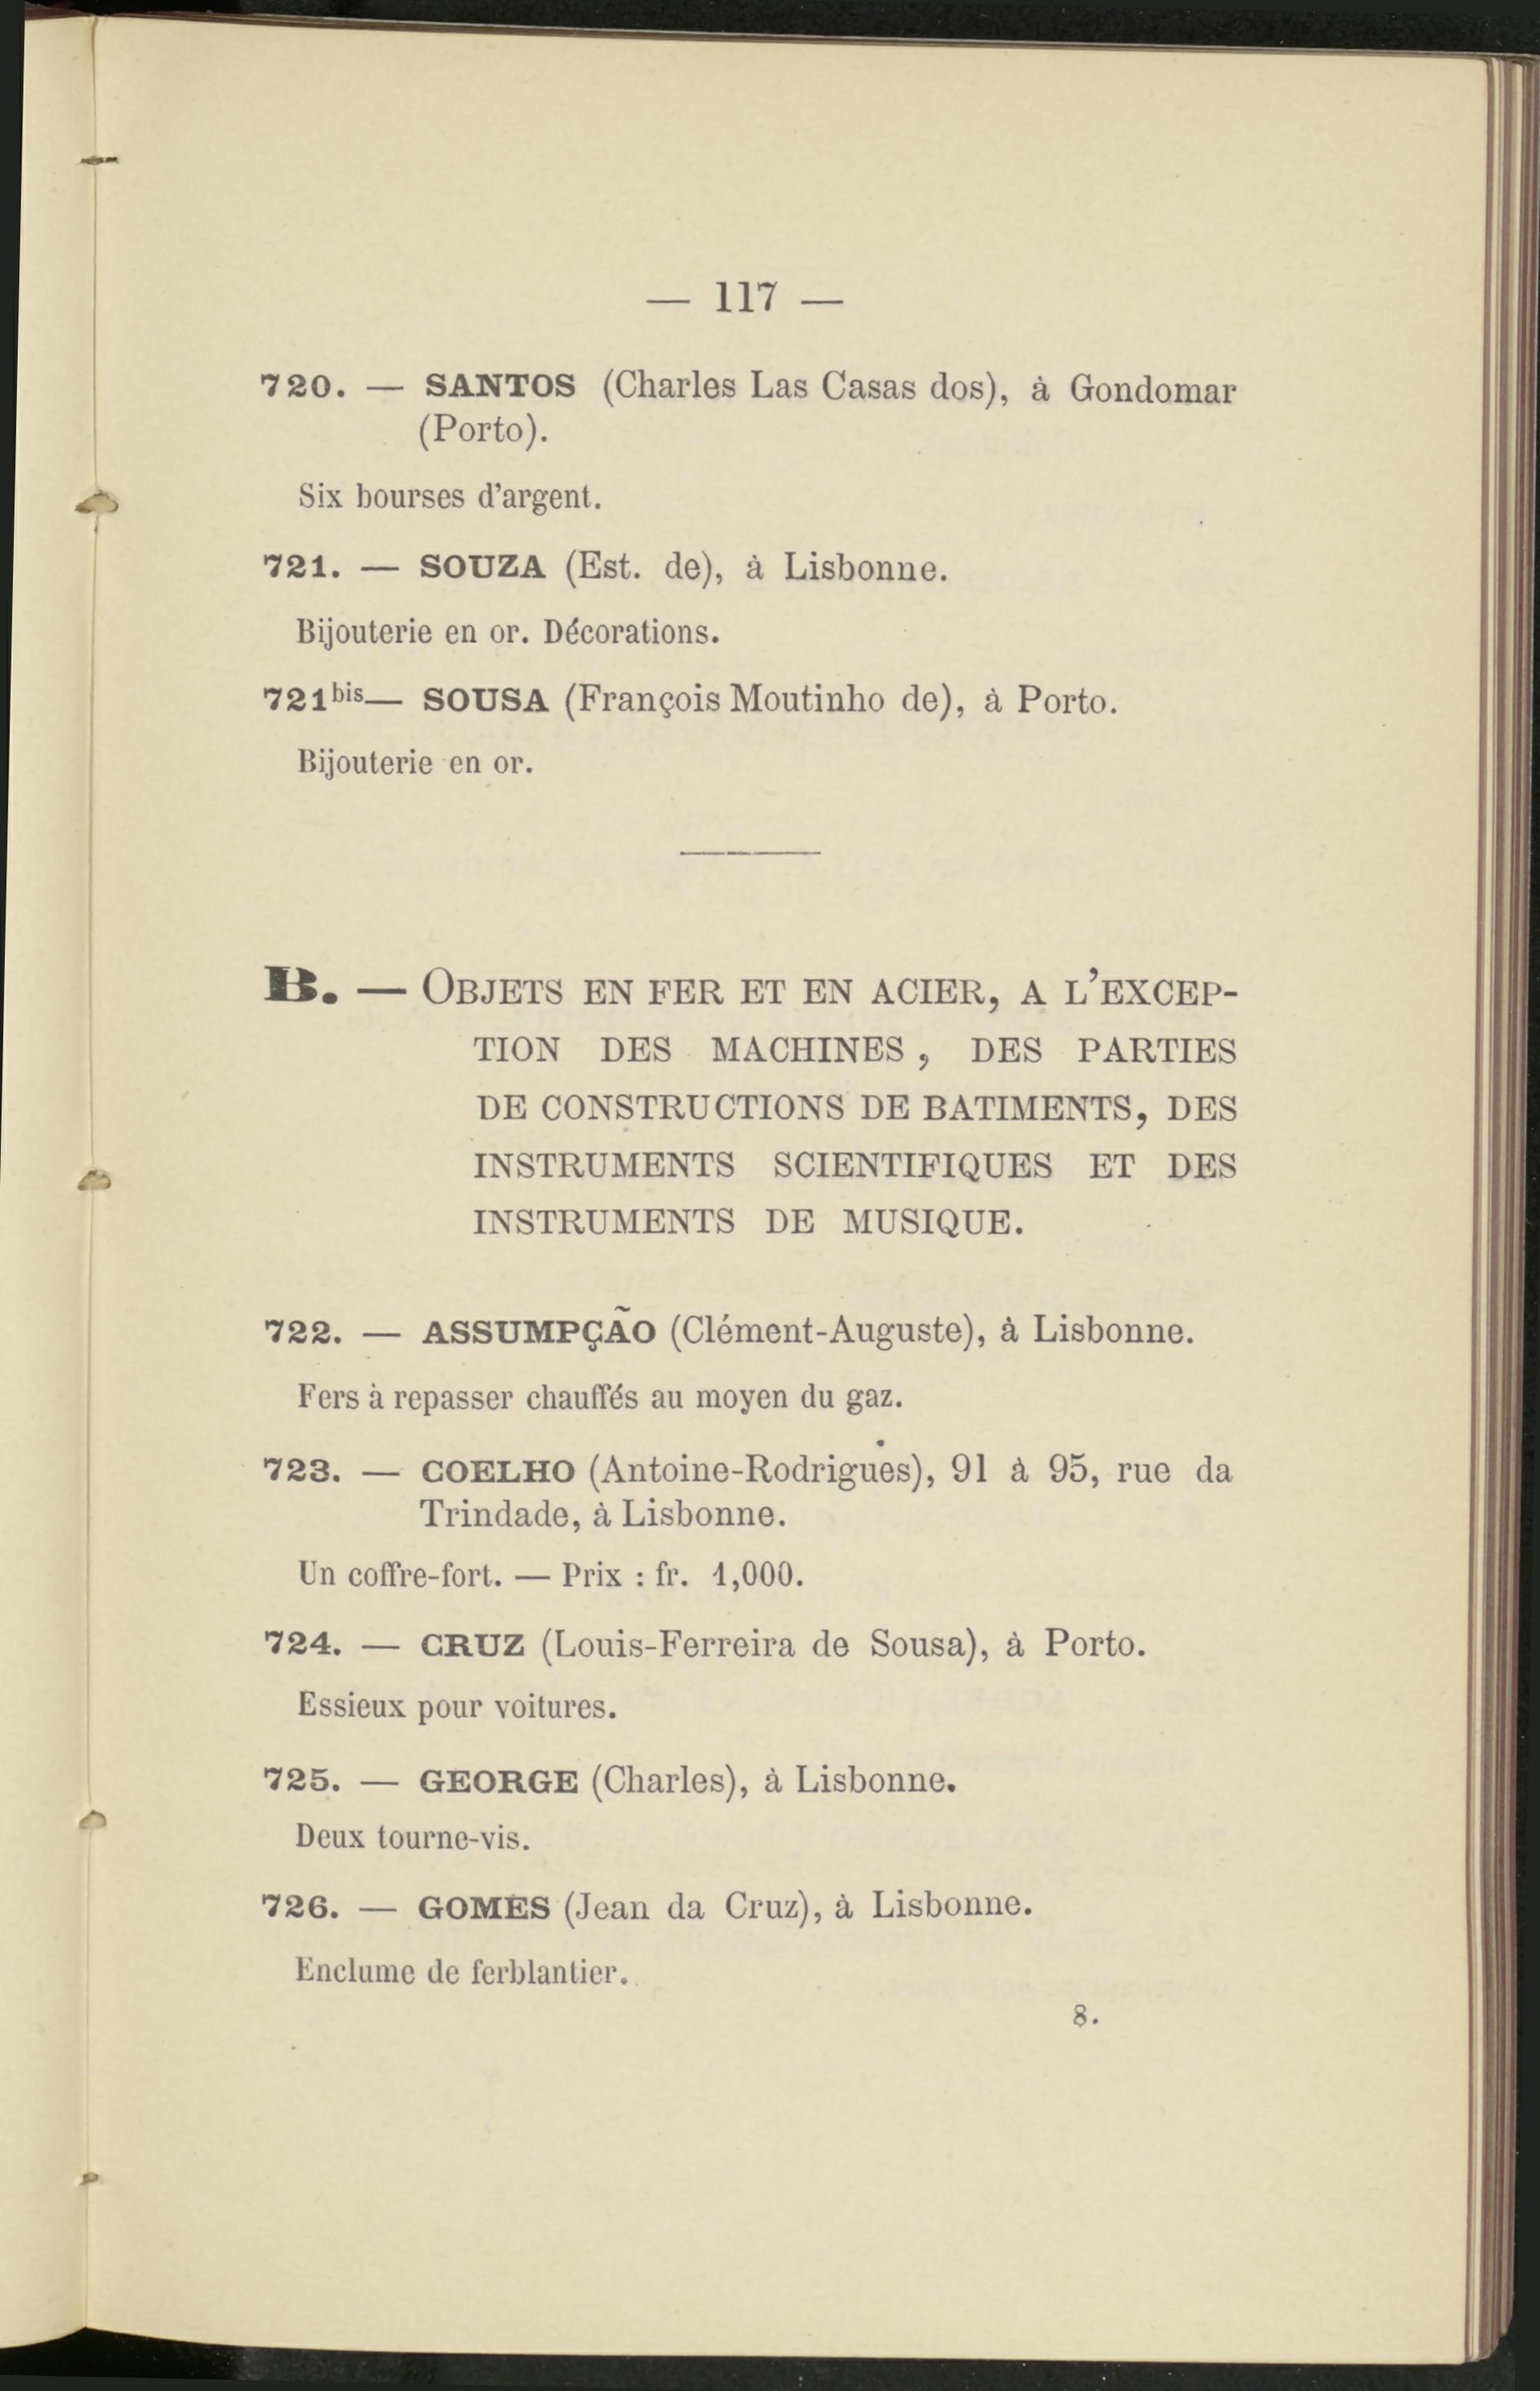 — 117 —
720. — SANTOS (Charles Las Casas dos), à Gondomar
(Porto).
Six bourses d'argent.
721. — SOUZA (Est. de), à Lisbonne.
Bijouterie en or. Décorations.
721bis— SOUSA (François Moutinho de), à Porto.
Bijouterie en or.
B. — OBJETS EN FER ET EN ACIER, A L'EXCEP-
TION DES MACHINES, DES PARTIES
DE CONSTRUCTIONS DE BATIMENTS, DES
INSTRUMENTS SCIENTIFIQUES ET DES
INSTRUMENTS DE MUSIQUE.
722. — ASSUMPÇÃO (Clément-Auguste), à Lisbonne.
Fers à repasser chauffés au moyen du gaz.
723. — COELHO (Antoine-Rodrigues), 91 à 95, rue da
Trindade, à Lisbonne.
Un coffre-fort. — Prix : fr. 1,000.
724. — CRUZ (Louis-Ferreira de Sousa), à Porto.
Essieux pour voitures.
725. — GEORGE (Charles), à Lisbonne.
Deux tourne-vis.
726. — GOMES (Jean da Cruz), à Lisbonne.
Enclume de ferblantier.
8.